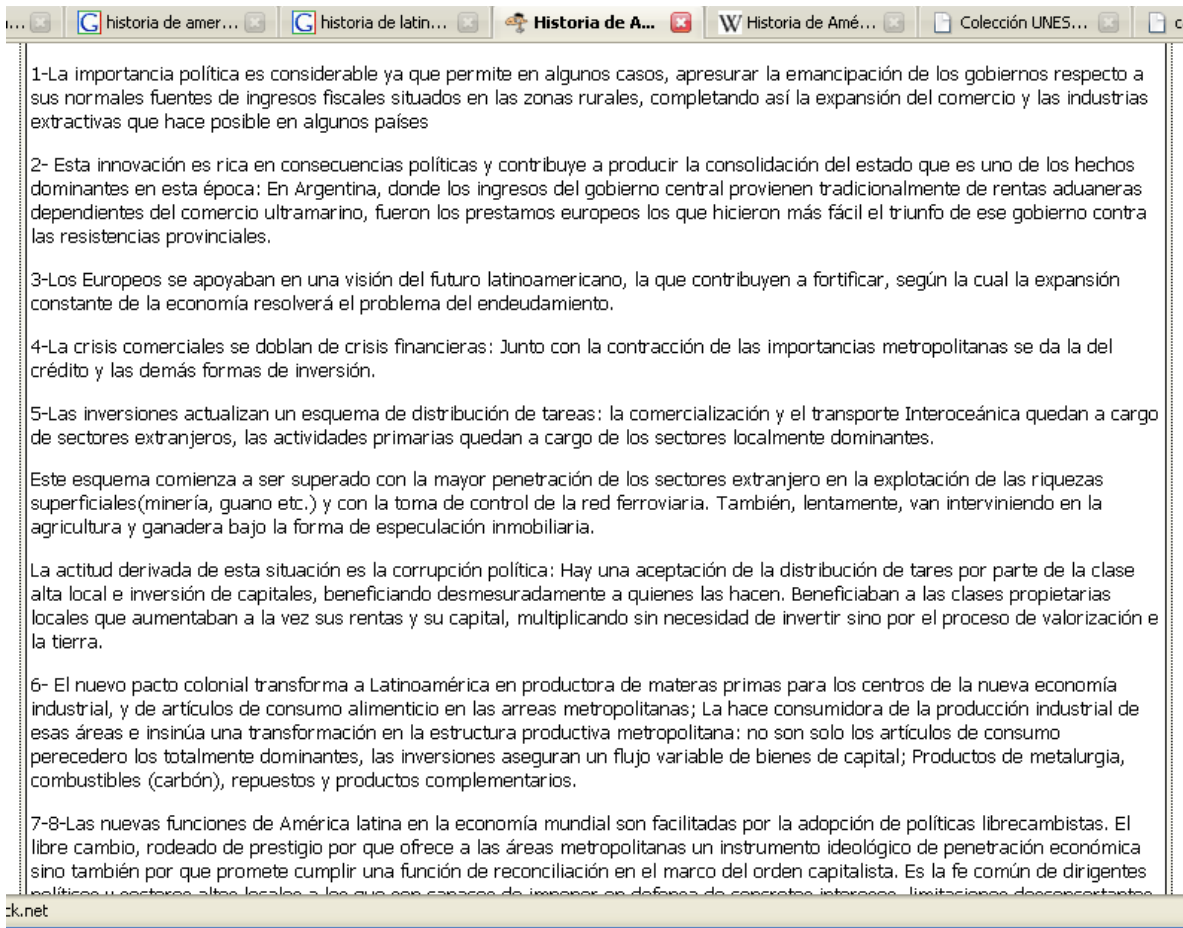 ... historia de amer... historia de latin... Historia de A... Historia de Amé... Colección UNES... c
1-La importancia política es considerable ya que permite en algunos casos, apresurar la emancipación de los gobiernos respecto a
sus normales fuentes de ingresos fiscales situados en las zonas rurales, completando así la expansión del comercio y las industrias
extractivas que hace posible en algunos países
2- Esta innovación es rica en consecuencias políticas y contribuye a producir la consolidación del estado que es uno de los hechos
dominantes en esta época: En Argentina, donde los ingresos del gobierno central provienen tradicionalmente de rentas aduaneras
dependientes del comercio ultramarino, fueron los prestamos europeos los que hicieron más fácil el triunfo de ese gobierno contra
las resistencias provinciales.
3-Los Europeos se apoyaban en una visión del futuro latinoamericano, la que contribuyen a fortificar, según la cual la expansión
constante de la economía resolverá el problema del endeudamiento.
4-La crisis comerciales se doblan de crisis financieras: Junto con la contracción de las importancias metropolitanas se da la del
crédito y las demás formas de inversión.
5-Las inversiones actualizan un esquema de distribución de tareas: la comercialización y el transporte Interoceánica quedan a cargo
de sectores extranjeros, las actividades primarias quedan a cargo de los sectores localmente dominantes.
Este esquema comienza a ser superado con la mayor penetración de los sectores extranjero en la explotación de las riquezas
superficiales(minería, guano etc.) y con la toma de control de la red ferroviaria. También, lentamente, van interviniendo en la
agricultura y ganadera bajo la forma de especulación inmobiliaria.
La actitud derivada de esta situación es la corrupción política: Hay una aceptación de la distribución de tares por parte de la clase
alta local e inversión de capitales, beneficiando desmesuradamente a quienes las hacen. Beneficiaban a las clases propietarias
locales que aumentaban a la vez sus rentas y su capital, multiplicando sin necesidad de invertir sino por el proceso de valorización e
la tierra.
6- El nuevo pacto colonial transforma a Latinoamérica en productora de materas primas para los centros de la nueva economía
industrial, y de artículos de consumo alimenticio en las arreas metropolitanas; La hace consumidora de la producción industrial de
esas áreas e insinúa una transformación en la estructura productiva metropolitana: no son solo los artículos de consumo
perecedero los totalmente dominantes, las inversiones aseguran un flujo variable de bienes de capital; Productos de metalurgia,
combustibles (carbón), repuestos y productos complementarios.
7-8-Las nuevas funciones de América latina en la economía mundial son facilitadas por la adopción de políticas librecambistas. El
libre cambio, rodeado de prestigio por que ofrece a las áreas metropolitanas un instrumento ideológico de penetración económica
sino también por que promete cumplir una función de reconciliación en el marco del orden capitalista. Es la fe común de dirigentes
políticos y sectores altos locales a los que son capaces de imponer en defensa de concretos intereses, limitaciones desconcertantes
ck.net